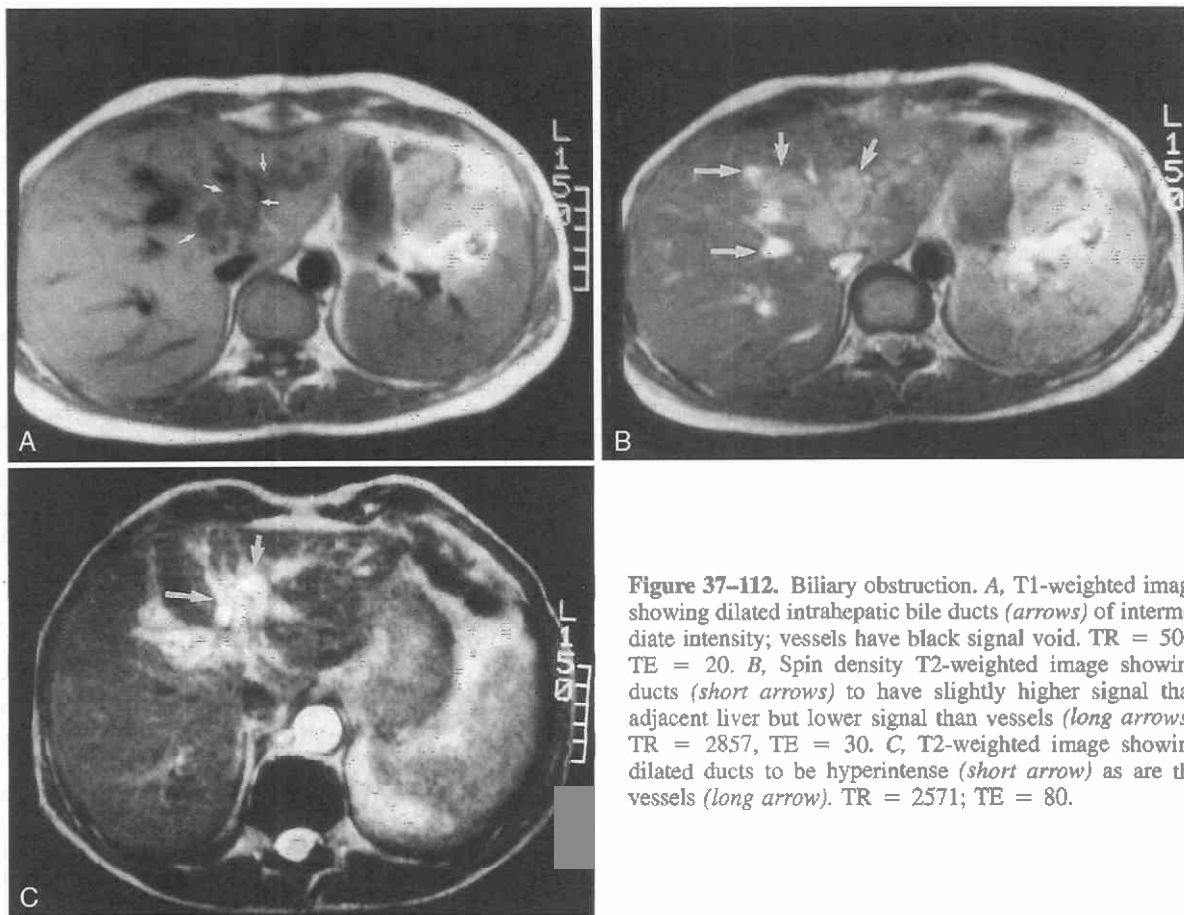 L
1
5
0
A
L
1
5
0
B
L
1
5
0
C
Figure 37–112. Biliary obstruction. A, T1-weighted imag
showing dilated intrahepatic bile ducts (arrows) of interme
diate intensity; vessels have black signal void. TR = 50
TE = 20. B, Spin density T2-weighted image showin
ducts (short arrows) to have slightly higher signal tha
adjacent liver but lower signal than vessels (long arrows
TR = 2857, TE = 30. C, T2-weighted image showin
dilated ducts to be hyperintense (short arrow) as are th
vessels (long arrow). TR = 2571; TE = 80.